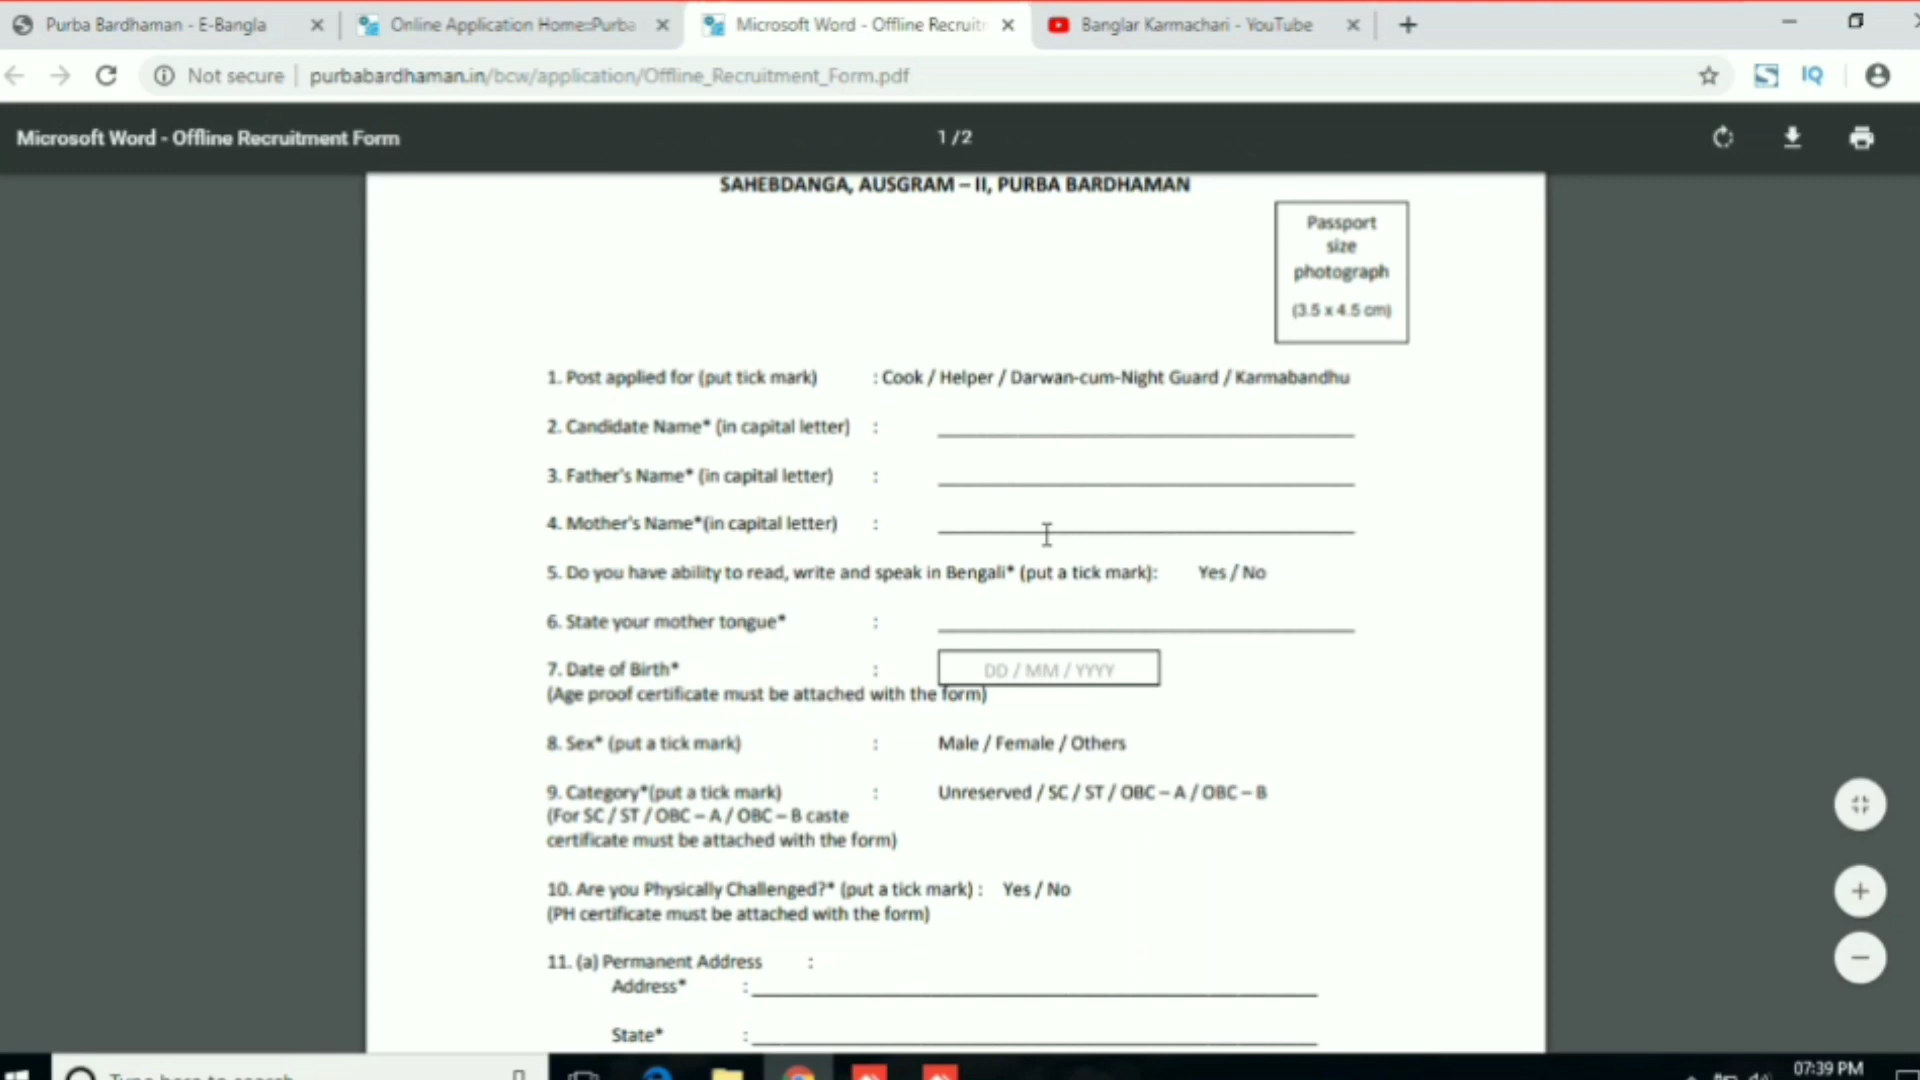 Purba Bardhaman - E-Bangla
Online Application Home::Purba
Microsoft Word - Offline Recruit
Banglar Karmachari - YouTube
Not secure
purbabardhaman.in/bcw/application/Offline_Recruitment_Form.pdf
IQ
Microsoft Word - Offline Recruitment Form
1 / 2
SAHEBDANGA, AUSGRAM – II, PURBA BARDHAMAN
Passport
size
photograph
(3.5 x 4.5 cm)
1. Post applied for (put tick mark) : Cook / Helper / Darwan-cum-Night Guard / Karmabandhu
2. Candidate Name* (in capital letter) :
3. Father's Name* (in capital letter) :
4. Mother's Name*(in capital letter) :
5. Do you have ability to read, write and speak in Bengali* (put a tick mark): Yes / No
6. State your mother tongue* :
7. Date of Birth* : DD / MM / YYYY
(Age proof certificate must be attached with the form)
8. Sex* (put a tick mark) : Male / Female / Others
9. Category*(put a tick mark) : Unreserved / SC / ST / OBC – A / OBC – B
(For SC / ST / OBC – A / OBC – B caste
certificate must be attached with the form)
10. Are you Physically Challenged?* (put a tick mark) : Yes / No
(PH certificate must be attached with the form)
11. (a) Permanent Address :
Address* :
State* :
Type here to search
07:39 PM